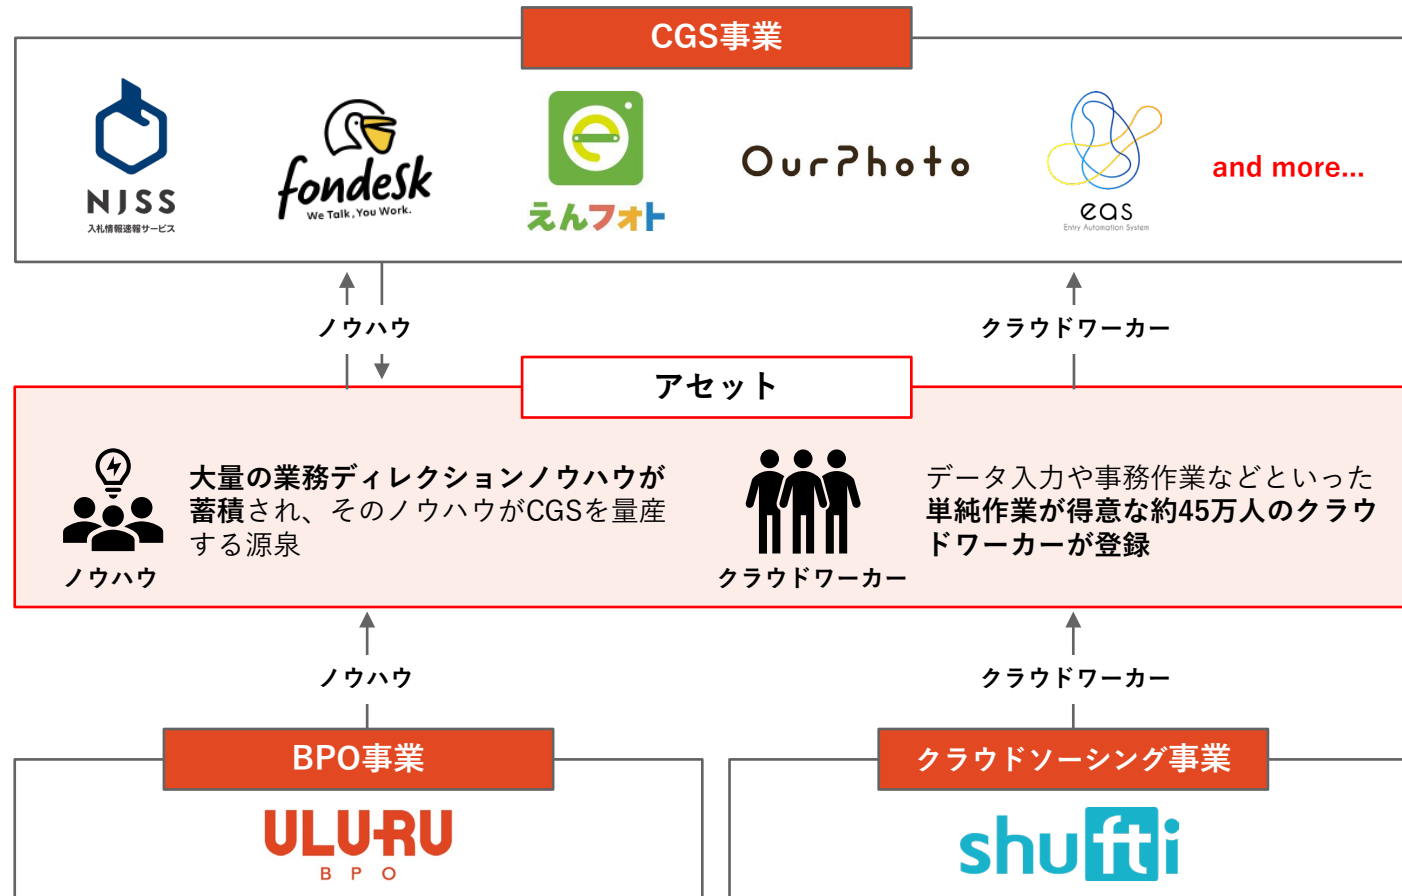 CGS事業
NJSS
入札情報速報サービス
fondesk
We Talk, You Work.
えんフォト
OurPhoto
eas
Entry Automation System
and more...
ノウハウ
クラウドワーカー
アセット
大量の業務ディレクションノウハウが
蓄積され、そのノウハウがCGSを量産
する源泉
ノウハウ
データ入力や事務作業などといった
単純作業が得意な約45万人のクラウ
ドワーカーが登録
クラウドワーカー
ノウハウ
クラウドワーカー
BPO事業
ULURU
BPO
クラウドソーシング事業
shufti